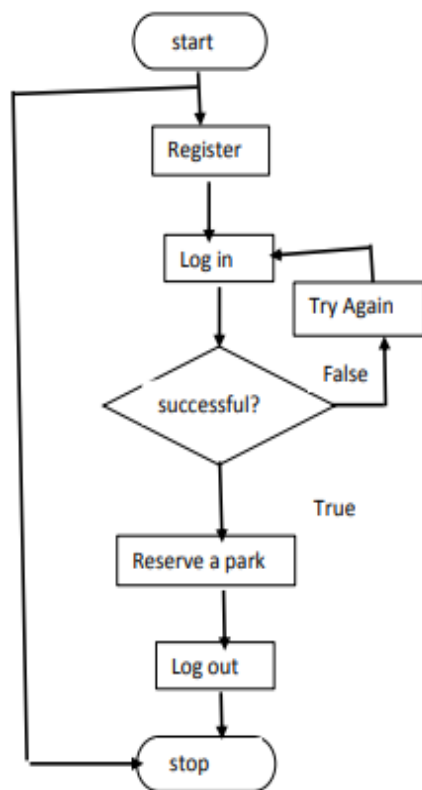 start
Register
Log in
Try Again
False
successful?
True
Reserve a park
Log out
stop